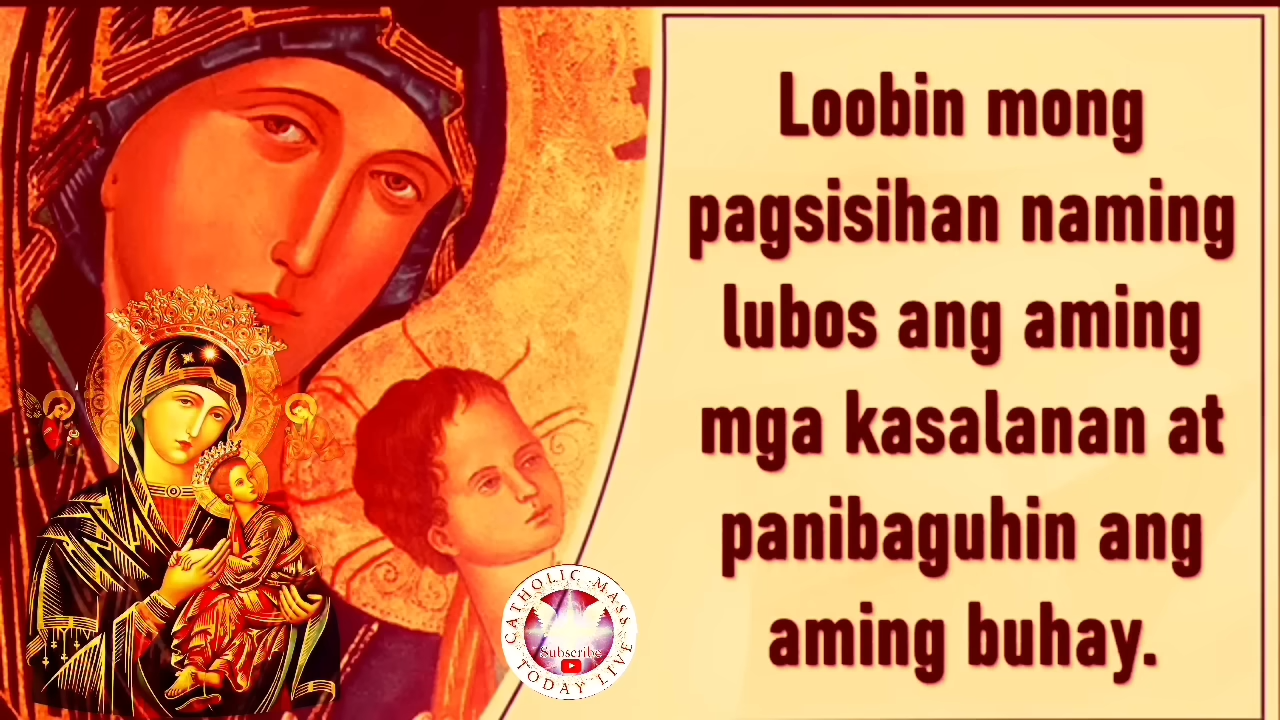 Loobin mong
pagsisihan naming
lubos ang aming
mga kasalanan at
panibaguhin ang
aming buhay.
CATHOLIC MASS
Subscribe
TODAY LIVE